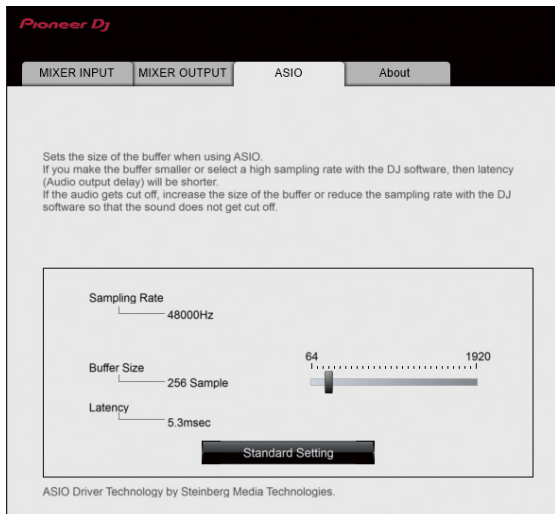 Pioneer Dj
MIXER INPUT MIXER OUTPUT ASIO About
Sets the size of the buffer when using ASIO.
If you make the buffer smaller or select a high sampling rate with the DJ software, then latency
(Audio output delay) will be shorter.
If the audio gets cut off, increase the size of the buffer or reduce the sampling rate with the DJ
software so that the sound does not get cut off.
Sampling Rate
48000Hz
64 1920
Buffer Size
256 Sample
Latency
5.3msec
Standard Setting
ASIO Driver Technology by Steinberg Media Technologies.